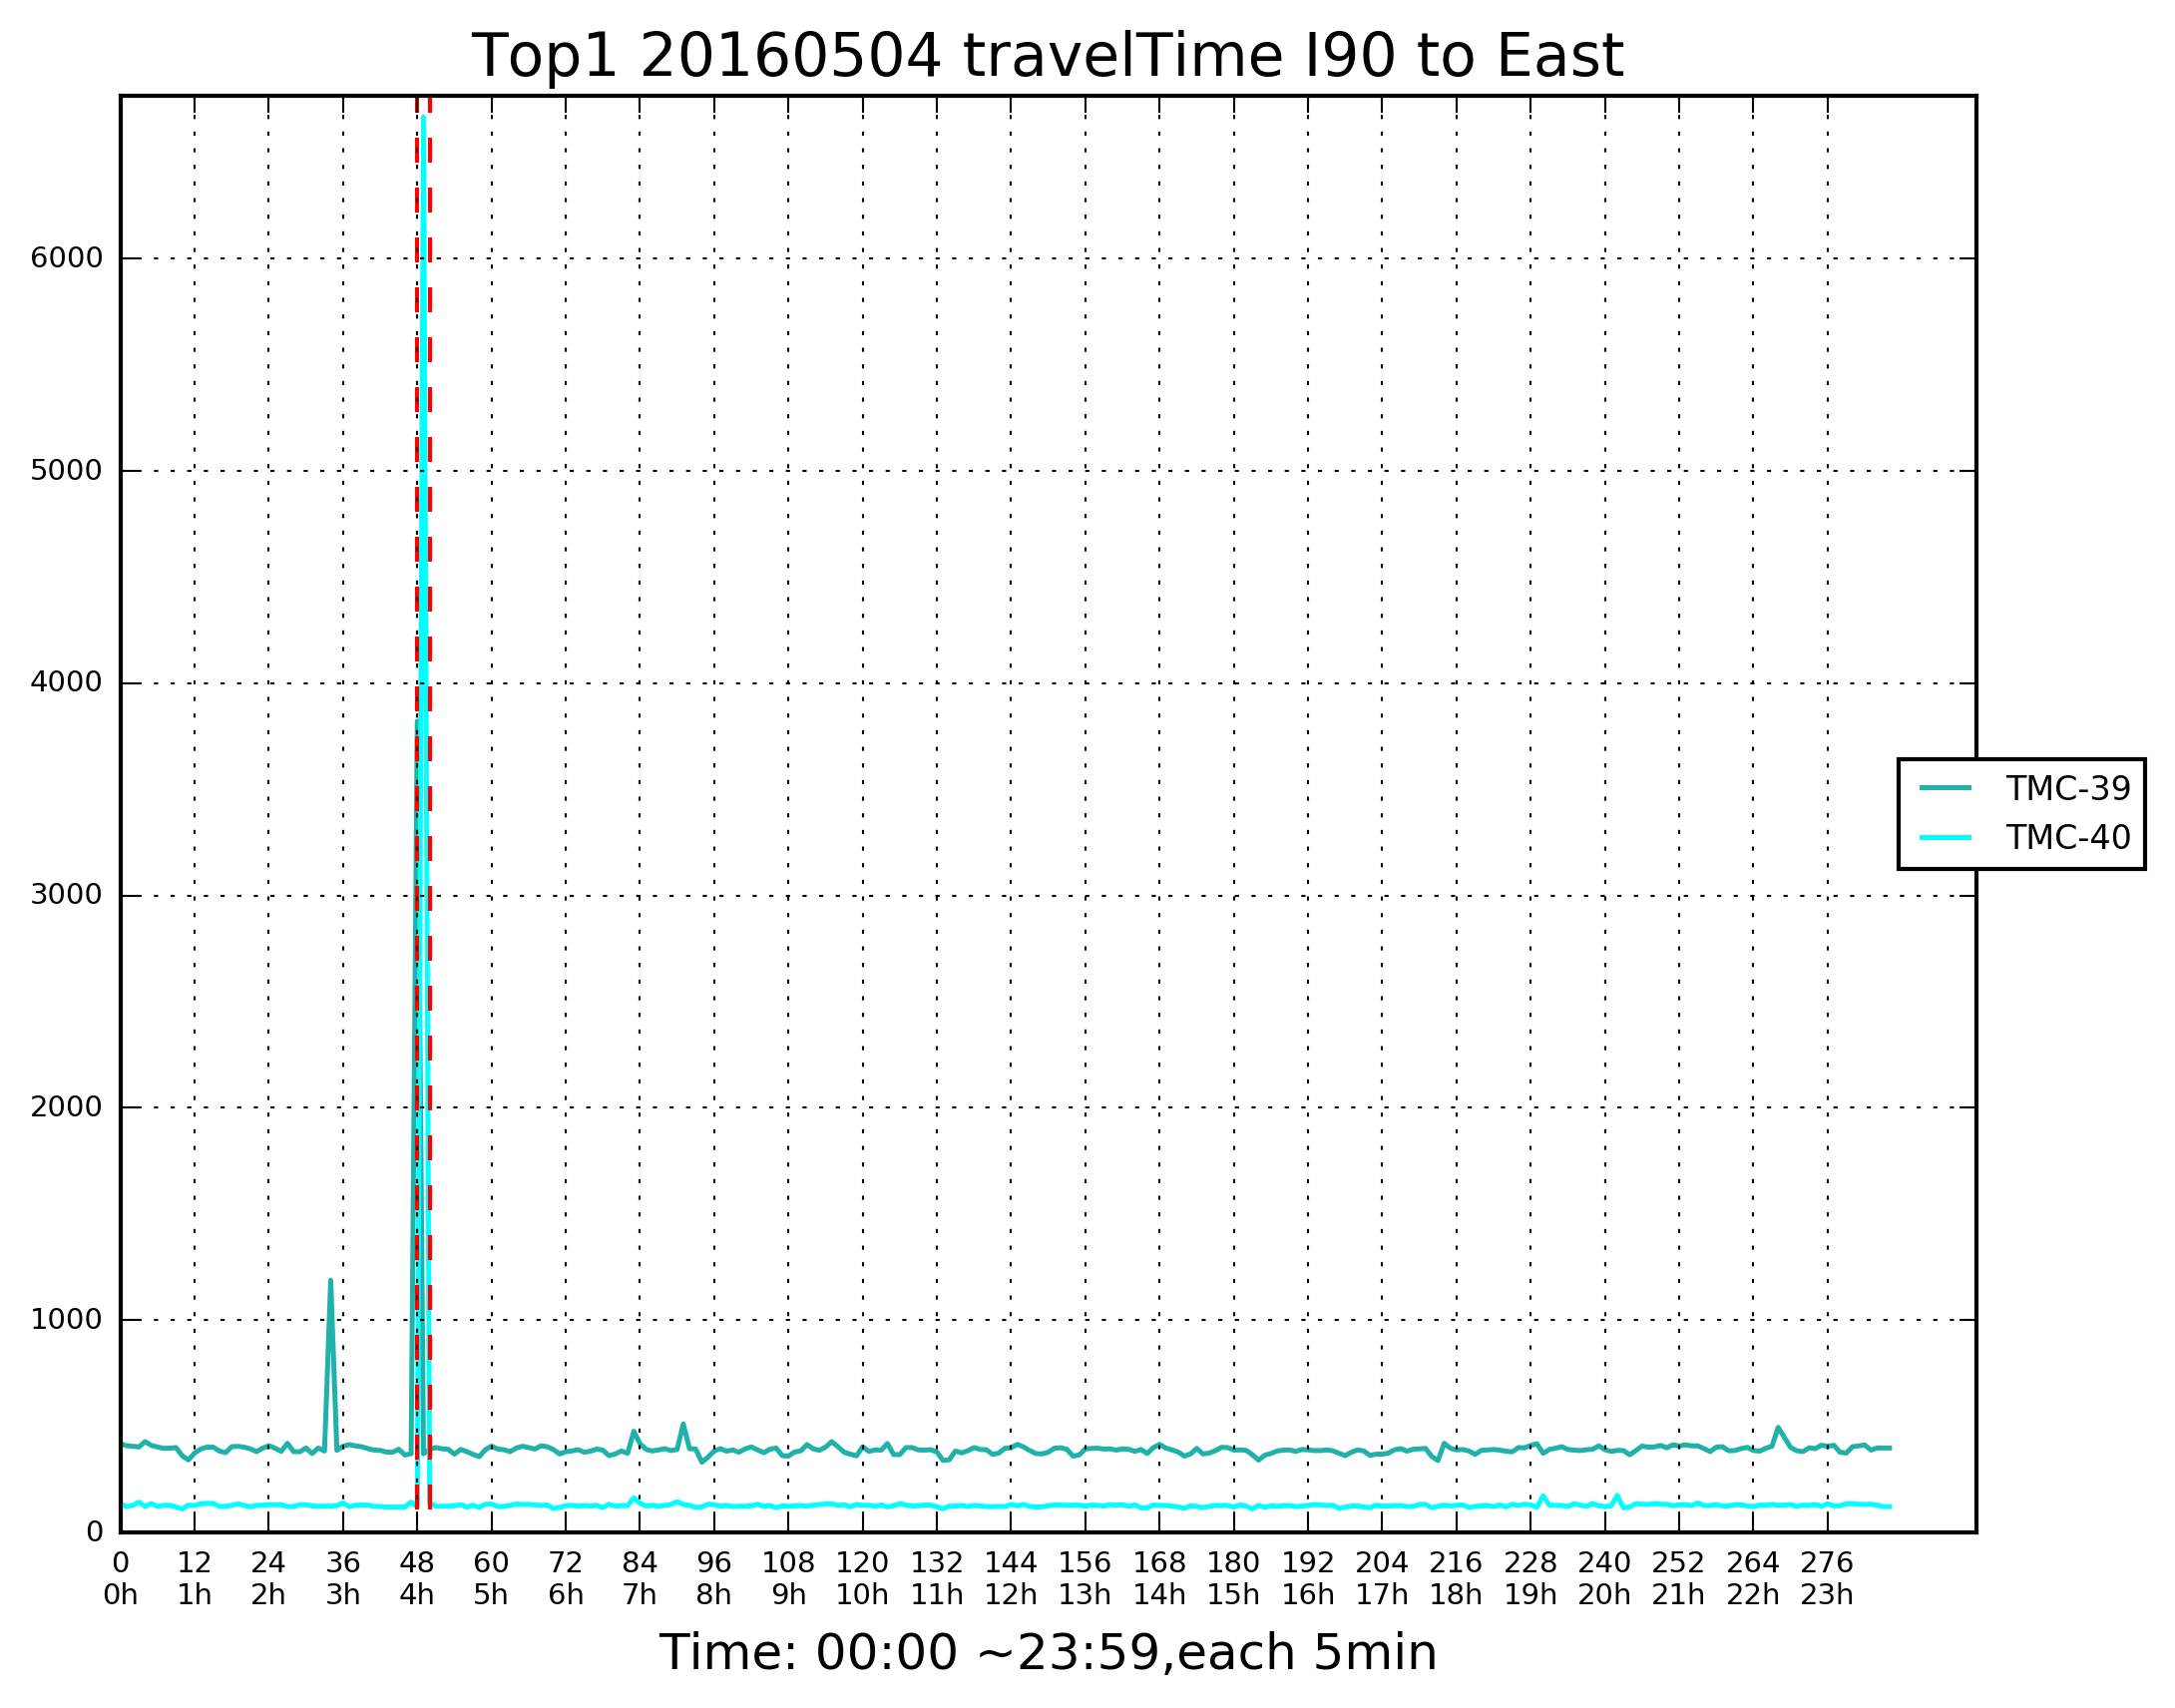 Top1 20160504 travelTime I90 to East
6000
5000
4000
3000
2000
1000
0
TMC-39
TMC-40
0 12 24 36 48 60 72 84 96 108 120 132 144 156 168 180 192 204 216 228 240 252 264 276
0h 1h 2h 3h 4h 5h 6h 7h 8h 9h 10h 11h 12h 13h 14h 15h 16h 17h 18h 19h 20h 21h 22h 23h
Time: 00:00 ~23:59,each 5min